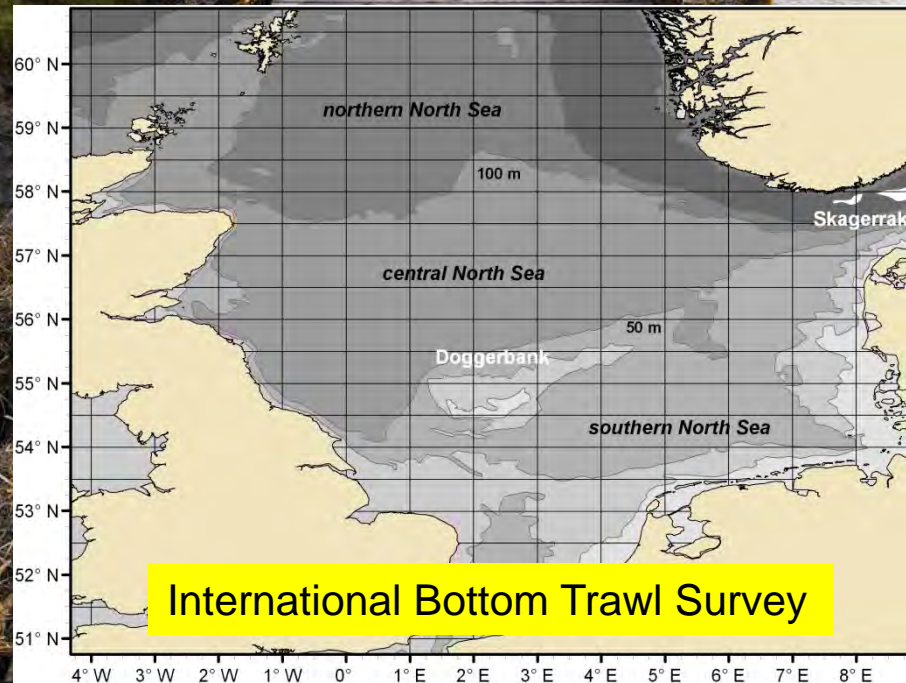 60° N
northern North Sea
59° N
100 m
58° N
Skagerrak
57° N
central North Sea
56° N
50 m
Doggerbank
55° N
southern North Sea
54° N
53° N
52° N
International Bottom Trawl Survey
51° N
4° W 3° W 2° W 1° W 0° 1° E 2° E 3° E 4° E 5° E 6° E 7° E 8° E